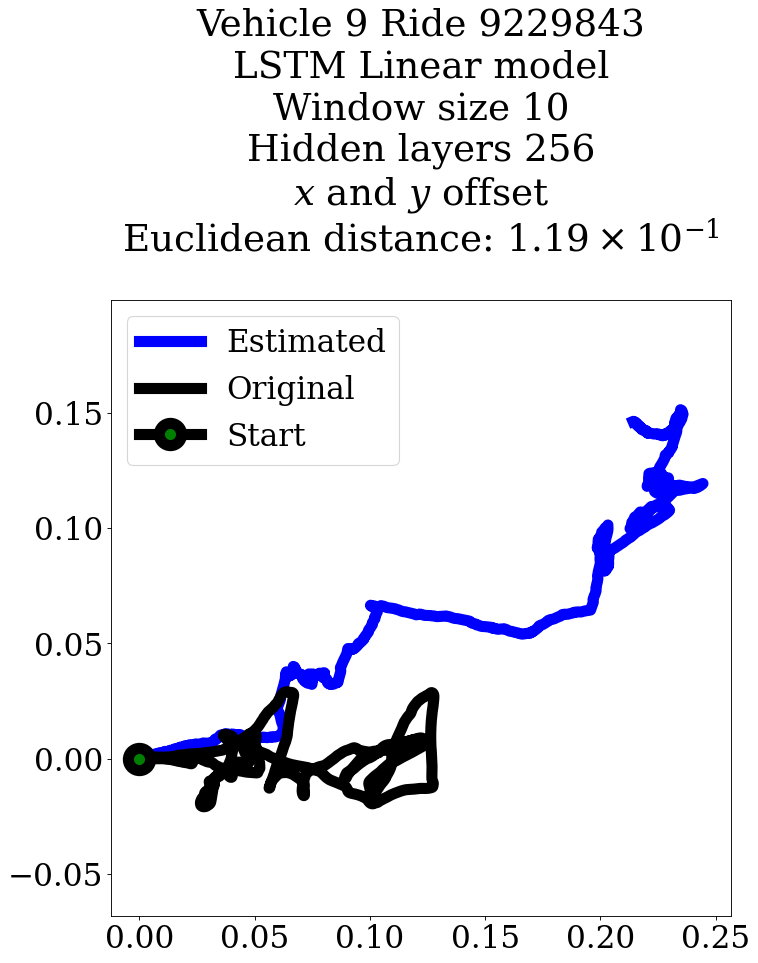 Vehicle 9 Ride 9229843
LSTM Linear model
Window size 10
Hidden layers 256
x and y offset
Euclidean distance: 1.19 × 10⁻¹
Estimated
Original
Start
0.15
0.10
0.05
0.00
−0.05
0.00 0.05 0.10 0.15 0.20 0.25